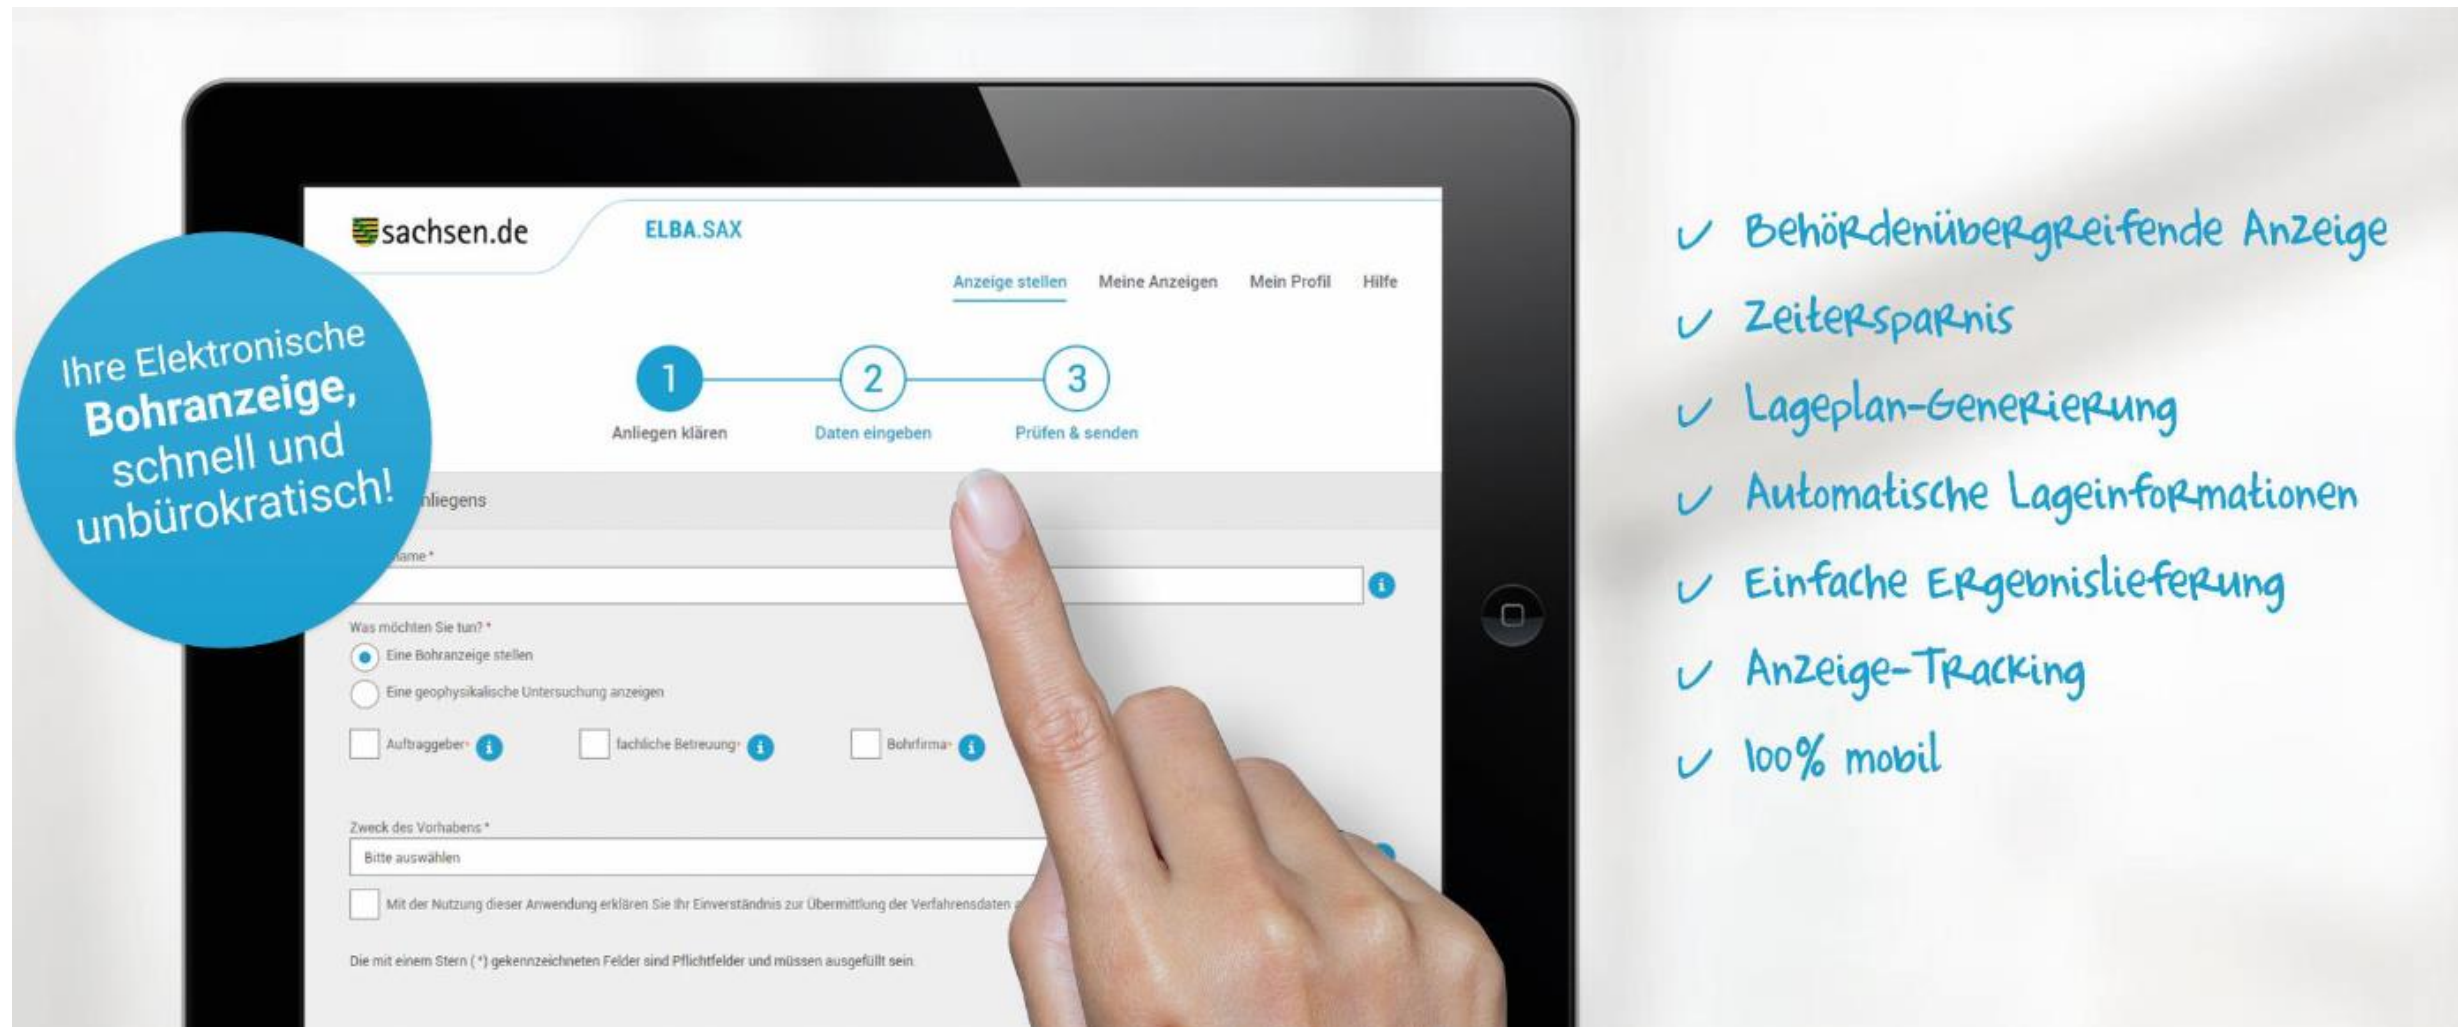 sachsen.de
ELBA.SAX
Anzeige stellen Meine Anzeigen Mein Profil Hilfe
Ihre Elektronische
Bohranzeige,
schnell und
unbürokratisch!
1 2 3
Anliegen klären Daten eingeben Prüfen & senden
nliegens
ame *
Was möchten Sie tun? *
Eine Bohranzeige stellen
Eine geophysikalische Untersuchung anzeigen
Auftraggeber* fachliche Betreuung* Bohrfirma*
Zweck des Vorhabens *
Bitte auswählen
Mit der Nutzung dieser Anwendung erklären Sie Ihr Einverständnis zur Übermittlung der Verfahrensdaten
Die mit einem Stern (*) gekennzeichneten Felder sind Pflichtfelder und müssen ausgefüllt sein.
Behördenübergreifende Anzeige
Zeitersparnis
Lageplan-Generierung
Automatische Lageinformationen
Einfache Ergebnislieferung
Anzeige-Tracking
100% mobil